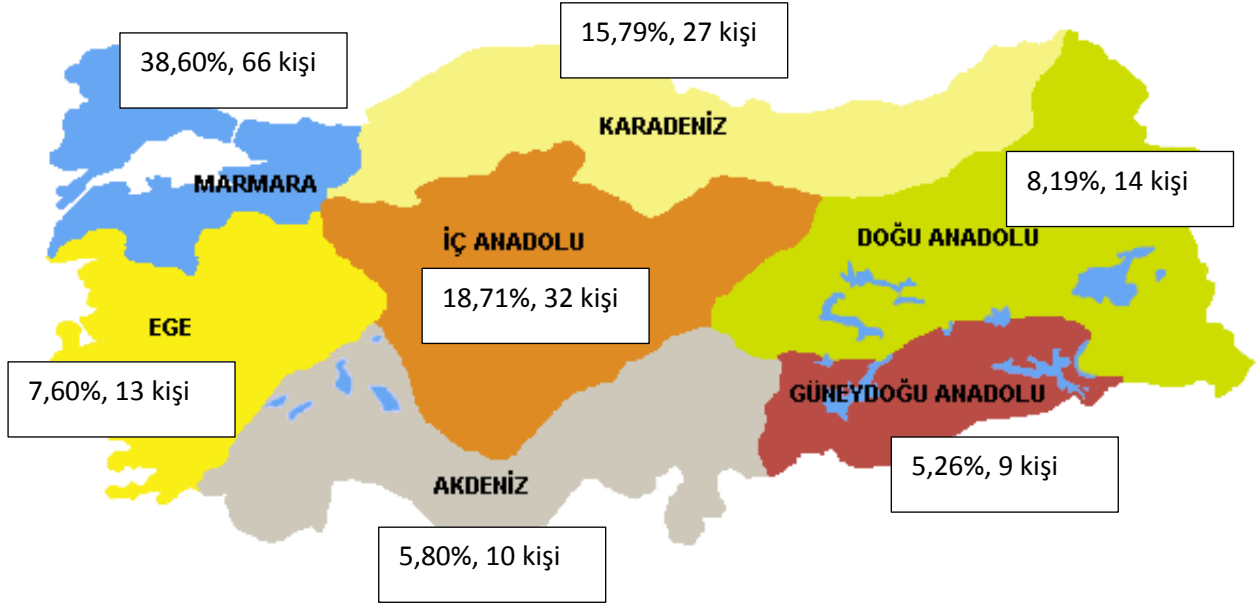 15,79%, 27 kişi
38,60%, 66 kişi
KARADENİZ
MARMARA
8,19%, 14 kişi
İÇ ANADOLU
DOĞU ANADOLU
18,71%, 32 kişi
EGE
7,60%, 13 kişi
GÜNEYDOĞU ANADOLU
5,26%, 9 kişi
AKDENİZ
5,80%, 10 kişi